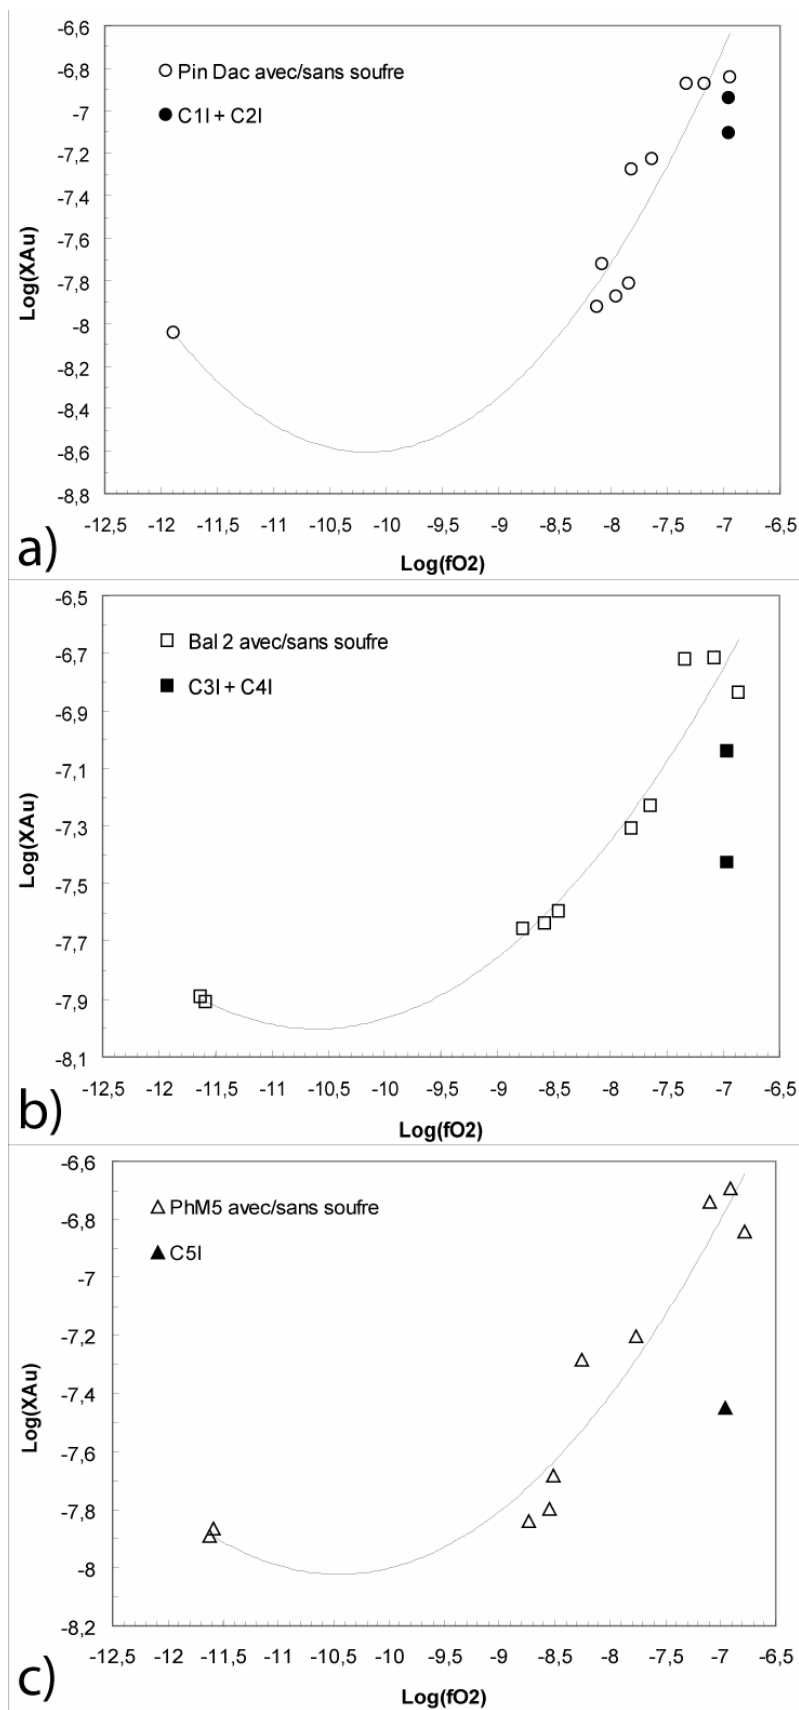 -6,6
-6,8
-7
-7,2
-7,4
-7,6
-7,8
-8
-8,2
-8,4
-8,6
-8,8
Log(XAu)
Pin Dac avec/sans soufre
C1I + C2I
-12,5 -12 -11,5 -11 -10,5 -10 -9,5 -9 -8,5 -8 -7,5 -7 -6,5
Log(fO2)
a)
-6,5
-6,7
-6,9
-7,1
-7,3
-7,5
-7,7
-7,9
-8,1
Log(XAu)
Bal 2 avec/sans soufre
C3I + C4I
-12,5 -12 -11,5 -11 -10,5 -10 -9,5 -9 -8,5 -8 -7,5 -7 -6,5
Log(fO2)
b)
-6,6
-6,8
-7
-7,2
-7,4
-7,6
-7,8
-8
-8,2
Log(XAu)
PhM5 avec/sans soufre
C5I
-12,5 -12 -11,5 -11 -10,5 -10 -9,5 -9 -8,5 -8 -7,5 -7 -6,5
Log(fO2)
c)